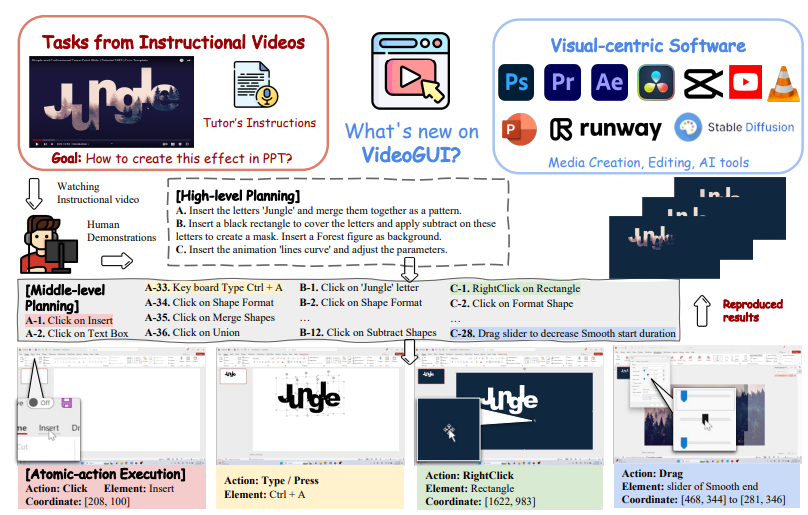 Tasks from Instructional Videos
Jungle
Tutor's Instructions
Goal: How to create this effect in PPT?
What's new on
VideoGUI?
Visual-centric Software
Ps
Pr
Ae
runway
Stable Diffusion
Media Creation, Editing, AI tools
Watching
Instructional video
Human
Demonstrations
[High-level Planning]
A. Insert the letters 'Jungle' and merge them together as a pattern.
B. Insert a black rectangle to cover the letters and apply subtract on these
letters to create a mask. Insert a Forest figure as background.
C. Insert the animation 'lines curve' and adjust the parameters.
Reproduced
results
[Middle-level
Planning]
A-1. Click on Insert
A-2. Click on Text Box
A-33. Key board Type Ctrl + A
A-34. Click on Shape Format
A-35. Click on Merge Shapes
A-36. Click on Union
B-1. Click on 'Jungle' letter
B-2. Click on Shape Format
…
B-12. Click on Subtract Shapes
C-1. RightClick on Rectangle
C-2. Click on Format Shape
…
C-28. Drag slider to decrease Smooth start duration
Off
Insert
Jungle
Jungle
[Atomic-action Execution]
Action: Click Element: Insert
Coordinate: [208, 100]
Action: Type / Press
Element: Ctrl + A
Action: RightClick
Element: Rectangle
Coordinate: [1622, 983]
Action: Drag
Element: slider of Smooth end
Coordinate: [468, 344] to [281, 346]